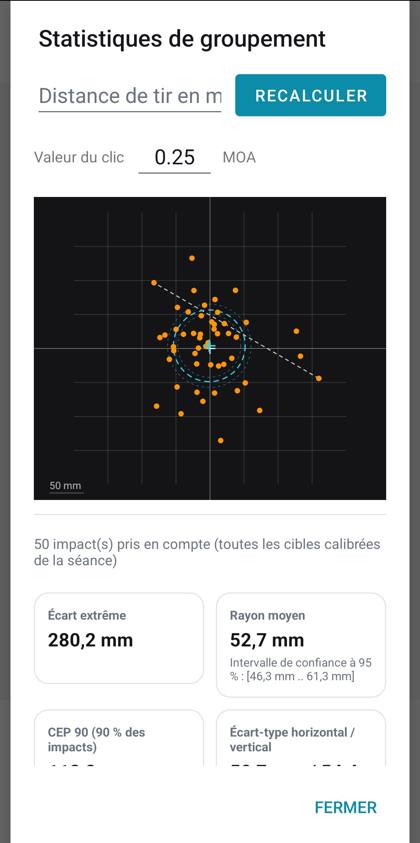 Statistiques de groupement
Distance de tir en m
RECALCULER
Valeur du clic 0.25 MOA
50 mm
50 impact(s) pris en compte (toutes les cibles calibrées
de la séance)
Écart extrême
280,2 mm
Rayon moyen
52,7 mm
Intervalle de confiance à 95
% : [46,3 mm .. 61,3 mm]
CEP 90 (90 % des
impacts)
Écart-type horizontal /
vertical
FERMER